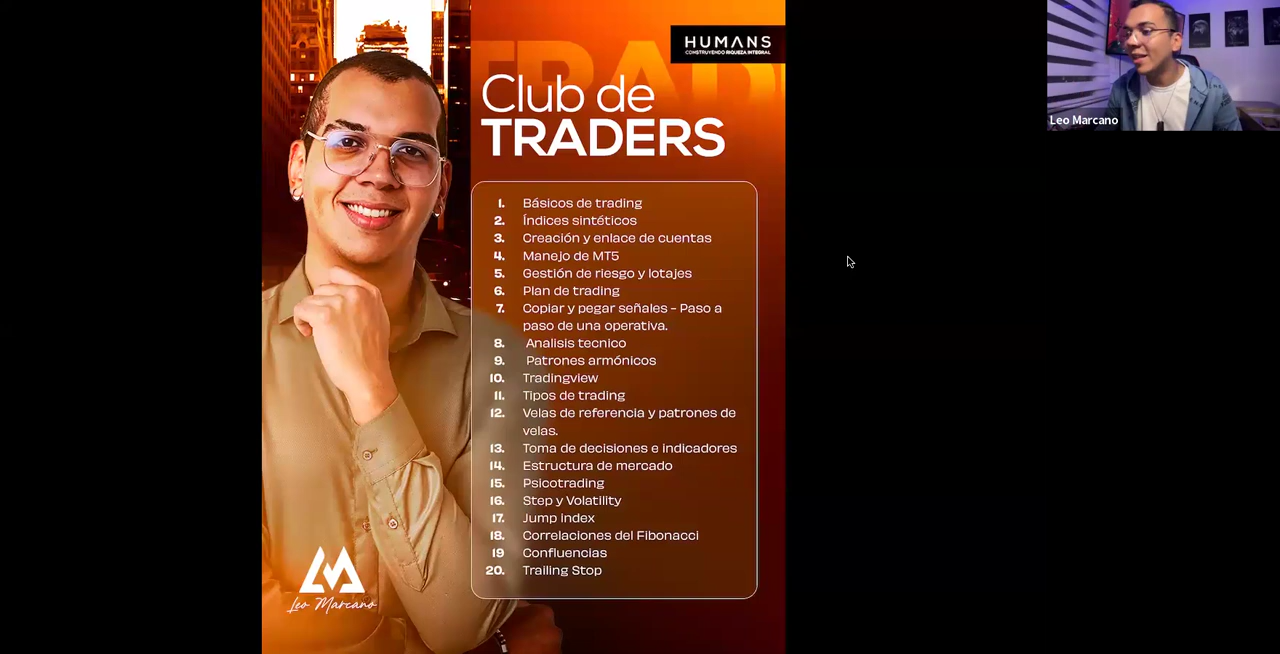 HUMANS
CONSTRUYENDO RIQUEZA INTEGRAL
TRAD
Club de
TRADERS
1. Básicos de trading
2. Índices sintéticos
3. Creación y enlace de cuentas
4. Manejo de MT5
5. Gestión de riesgo y lotajes
6. Plan de trading
7. Copiar y pegar señales - Paso a
paso de una operativa.
8. Analisis tecnico
9. Patrones armónicos
10. Tradingview
11. Tipos de trading
12. Velas de referencia y patrones de
velas.
13. Toma de decisiones e indicadores
14. Estructura de mercado
15. Psicotrading
16. Step y Volatility
17. Jump index
18. Correlaciones del Fibonacci
19 Confluencias
20. Trailing Stop
Leo Marcano
Leo Marcano